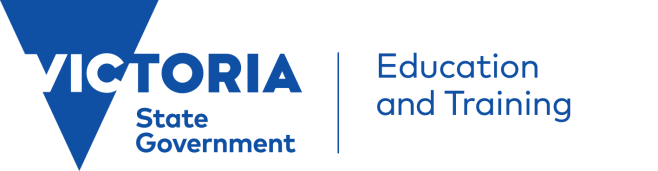 VICTORIA
State
Government
Education
and Training